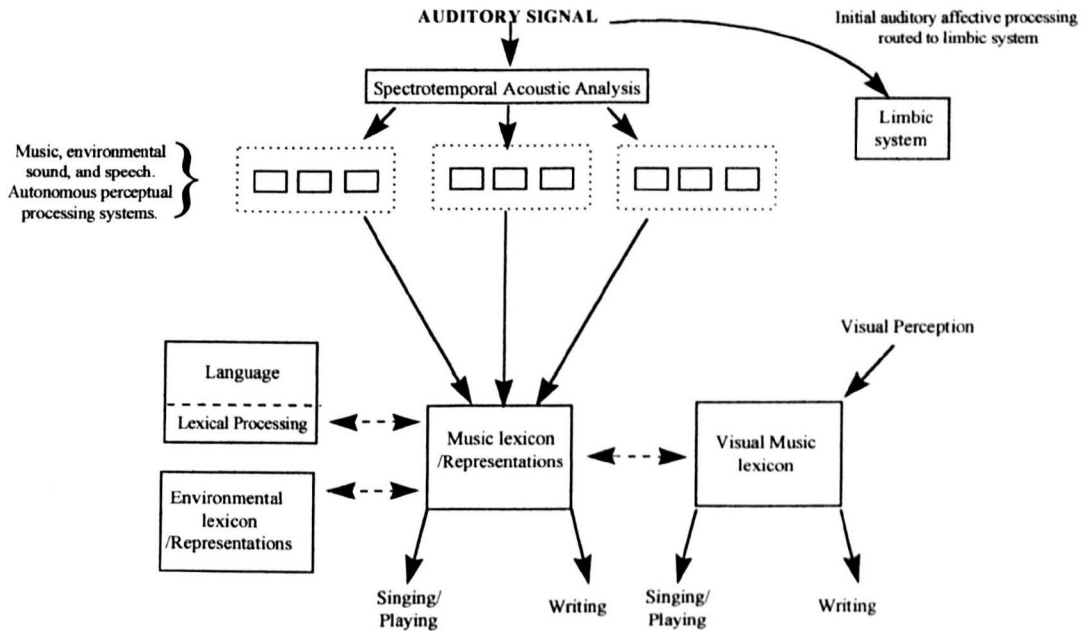 AUDITORY SIGNAL
Initial auditory affective processing
routed to limbic system
Spectrotemporal Acoustic Analysis
Limbic
system
Music, environmental
sound, and speech.
Autonomous perceptual
processing systems.
Visual Perception
Language
Lexical Processing
Music lexicon
/Representations
Visual Music
lexicon
Environmental
lexicon
/Representations
Singing/
Playing
Writing
Singing/
Playing
Writing